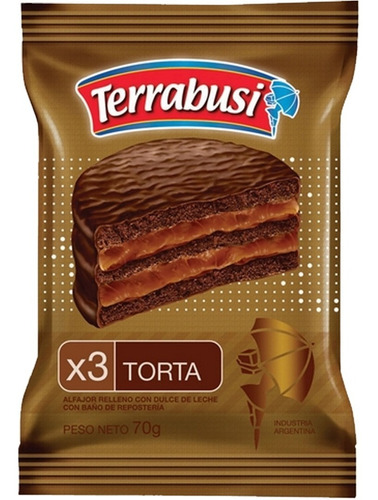 Terrabusi
x3 TORTA
ALFAJOR RELLENO CON DULCE DE LECHE
CON BAÑO DE REPOSTERÍA
PESO NETO 70g
INDUSTRIA
ARGENTINA